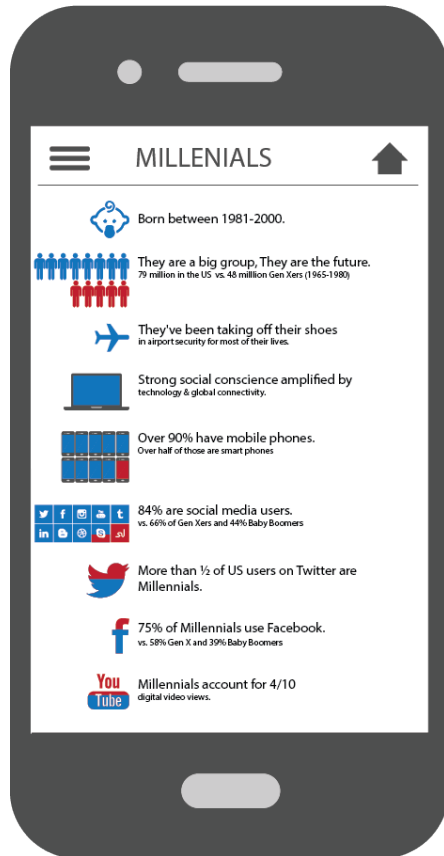 MILLENIALS
Born between 1981-2000.
They are a big group, They are the future.
79 million in the US vs. 48 milllion Gen Xers (1965-1980)
They've been taking off their shoes
in airport security for most of their lives.
Strong social conscience amplified by
technology & global connectivity.
Over 90% have mobile phones.
Over half of those are smart phones
84% are social media users.
vs. 66% of Gen Xers and 44% Baby Boomers
More than ½ of US users on Twitter are
Millennials.
75% of Millennials use Facebook.
vs. 58% Gen X and 39% Baby Boomers
You
Tube
Millennials account for 4/10
digital video views.